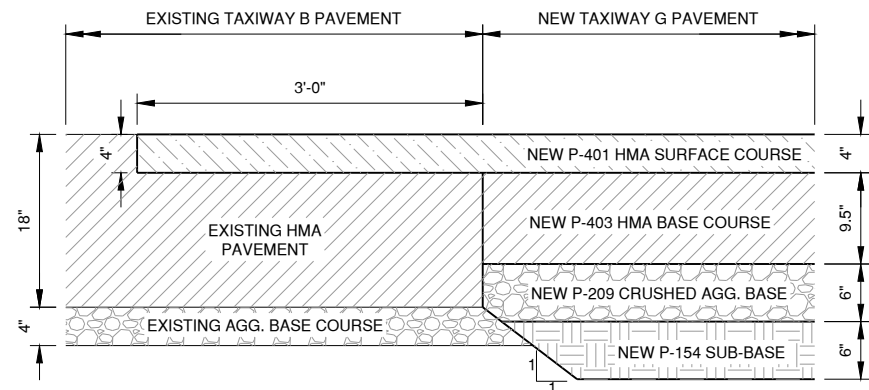 EXISTING TAXIWAY B PAVEMENT
NEW TAXIWAY G PAVEMENT
3'-0"
4"
NEW P-401 HMA SURFACE COURSE
4"
18"
EXISTING HMA
PAVEMENT
NEW P-403 HMA BASE COURSE
9.5"
NEW P-209 CRUSHED AGG. BASE
6"
4"
EXISTING AGG. BASE COURSE
NEW P-154 SUB-BASE
6"
1
1